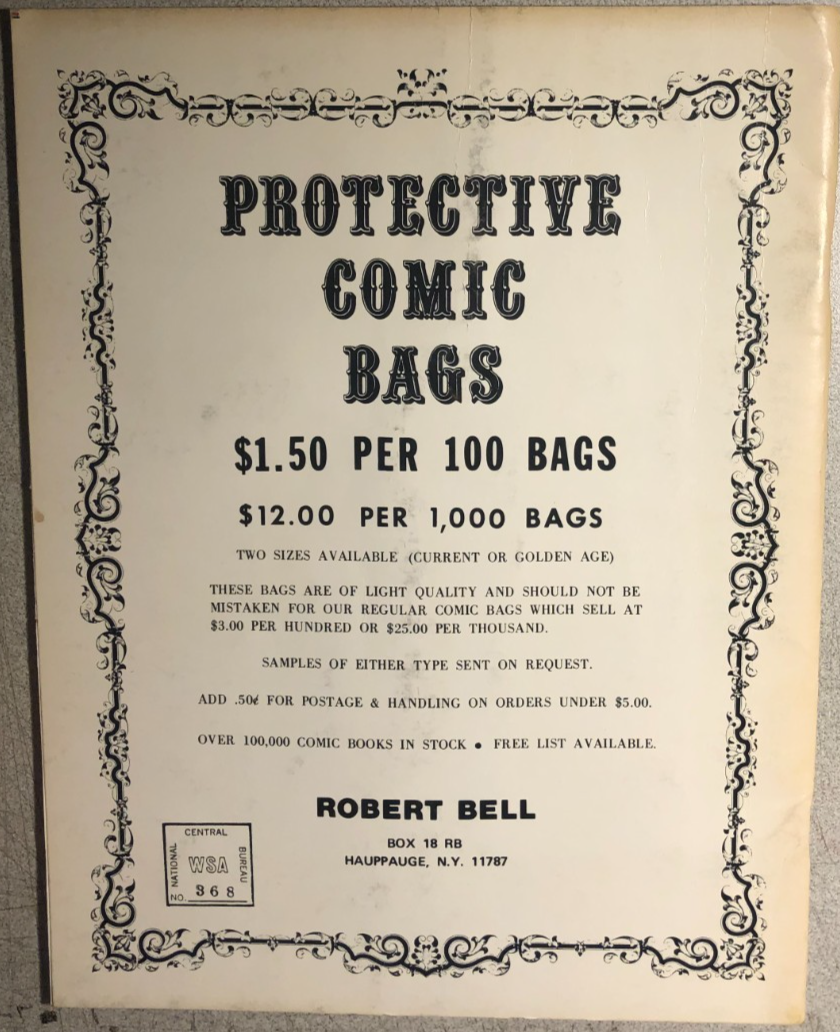 PROTECTIVE
COMIC
BAGS
$1.50 PER 100 BAGS
$12.00 PER 1,000 BAGS
TWO SIZES AVAILABLE (CURRENT OR GOLDEN AGE)
THESE BAGS ARE OF LIGHT QUALITY AND SHOULD NOT BE
MISTAKEN FOR OUR REGULAR COMIC BAGS WHICH SELL AT
$3.00 PER HUNDRED OR $25.00 PER THOUSAND.
SAMPLES OF EITHER TYPE SENT ON REQUEST.
ADD .50¢ FOR POSTAGE & HANDLING ON ORDERS UNDER $5.00.
OVER 100,000 COMIC BOOKS IN STOCK • FREE LIST AVAILABLE.
ROBERT BELL
BOX 18 RB
HAUPPAUGE, N.Y. 11787
CENTRAL
NATIONAL
WSA
BUREAU
NO. 368